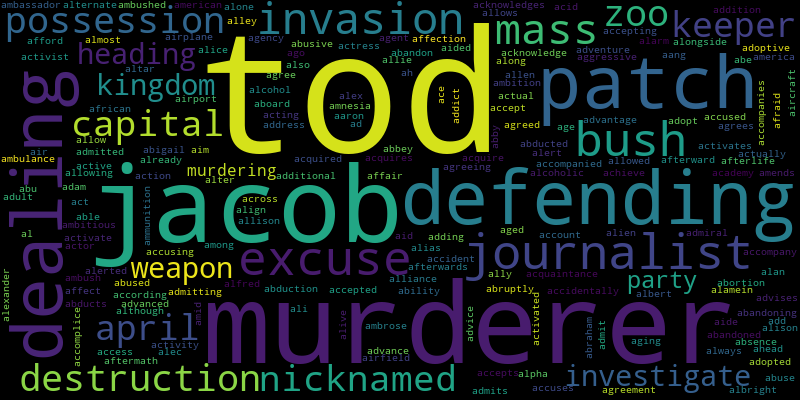 ambassador alternate ambushed american alone acknowledges acid addition
possession invasion zoo keeper
alley allows mass accepting
afford almost airplane agency abusive actress affection agent abandon aided acknowledge adventure alarm alongside adoptive
activist heading alice ago also allie along aggressive aang abe america
altar agree ah allen ambition
kingdom tod patch
airport alcohol alex amnesia ace addict actual accept accompanies afraid aircraft
african aboard aaron acting ad address agreed advantage adopt accused
capital age bush agrees
allow aim abbey abby abducted activates
air admitted abigail alert actually
ambulance already acquired acquires acquire accompanied allowed afterward afterlife
active murdering agreeing
allowing action additional affair alcoholic achieve academy amends
adam alter
abu adult act jacob defending
able ammunition across
align aged
ambitious allison alien admiral
al activate aid adding account
dealing actor among alias journalist
accusing excuse accident accompany
alerted weapon afterwards ally acquaintance alan
alexander ambush abused alliance party
affect according admitting alfred abduction accepted ability abruptly accidentally albert abortion alamein
abducts advanced advises
although amid ali murderer
april alive ambrose advice activated aide add abandoning
accomplice activity abraham admit abandoned alison
access alec advance aging always absence
aftermath airfield ahead
adopted
destruction nicknamed accepts alpha investigate abuse
admits accuses agreement albright